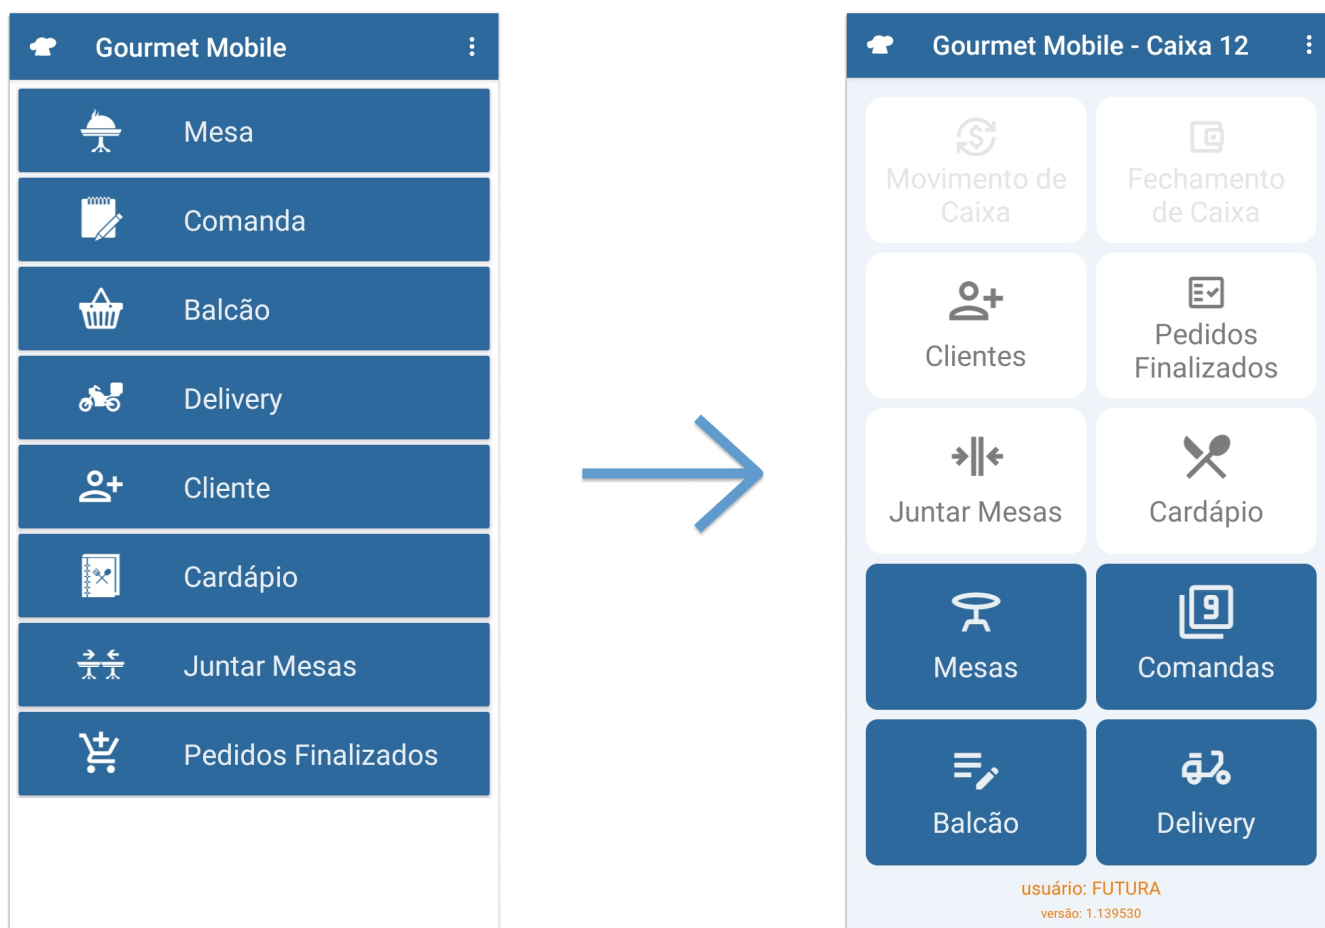 Gourmet Mobile
Mesa
Comanda
Balcão
Delivery
Cliente
Cardápio
Juntar Mesas
Pedidos Finalizados
Gourmet Mobile - Caixa 12
Movimento de
Caixa
Fechamento
de Caixa
Clientes
Pedidos
Finalizados
Juntar Mesas
Cardápio
9
Mesas
Comandas
Balcão
Delivery
usuário: FUTURA
versão: 1.139530